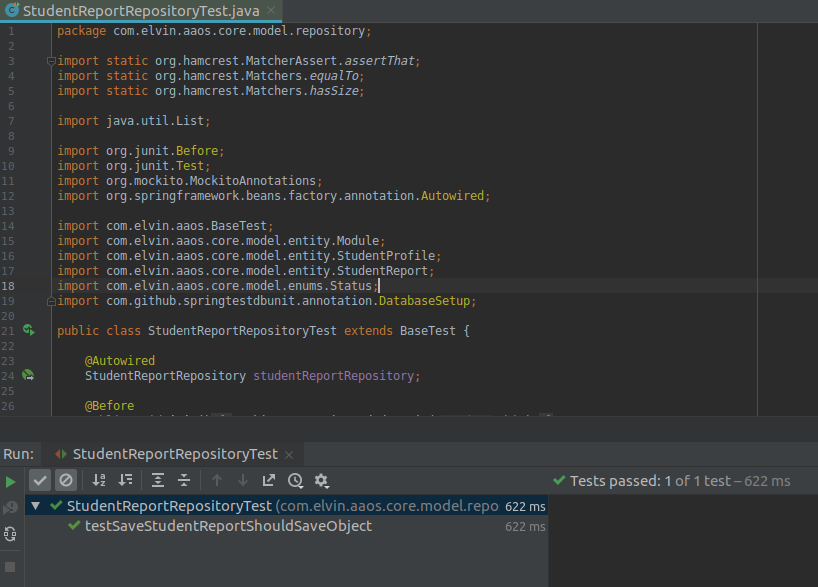 StudentReportRepositoryTest.java
1 package com.elvin.aaos.core.model.repository;
2
3 import static org.hamcrest.MatcherAssert.assertThat;
4 import static org.hamcrest.Matchers.equalTo;
5 import static org.hamcrest.Matchers.hasSize;
6
7 import java.util.List;
8
9 import org.junit.Before;
10 import org.junit.Test;
11 import org.mockito.MockitoAnnotations;
12 import org.springframework.beans.factory.annotation.Autowired;
13
14 import com.elvin.aaos.BaseTest;
15 import com.elvin.aaos.core.model.entity.Module;
16 import com.elvin.aaos.core.model.entity.StudentProfile;
17 import com.elvin.aaos.core.model.entity.StudentReport;
18 import com.elvin.aaos.core.model.enums.Status;
19 import com.github.springtestdbunit.annotation.DatabaseSetup;
20
21 public class StudentReportRepositoryTest extends BaseTest {
22
23 @Autowired
24 StudentReportRepository studentReportRepository;
25
26 @Before
Run: StudentReportRepositoryTest
Tests passed: 1 of 1 test – 622 ms
StudentReportRepositoryTest (com.elvin.aaos.core.model.repo 622 ms
testSaveStudentReportShouldSaveObject 622 ms